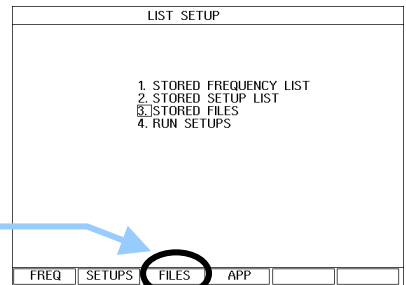 LIST SETUP
1. STORED FREQUENCY LIST
2. STORED SETUP LIST
3. STORED FILES
4. RUN SETUPS
FREQ SETUPS FILES APP